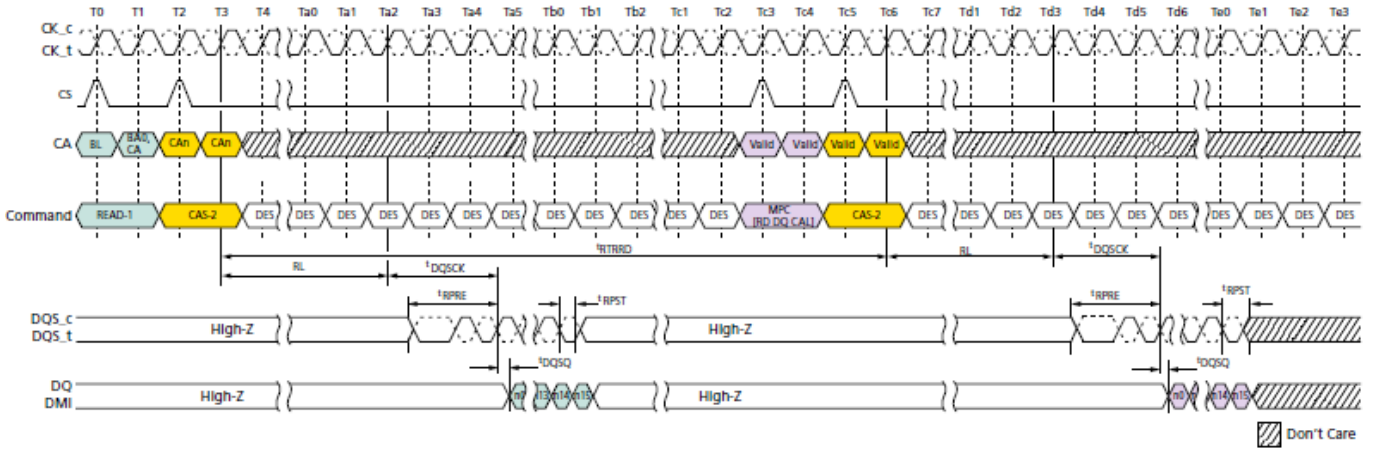 T0 T1 T2 T3 T4 Ta0 Ta1 Ta2 Ta3 Ta4 Ta5 Tb0 Tb1 Tb2 Tc1 Tc2 Tc3 Tc4 Tc5 Tc6 Tc7 Td1 Td2 Td3 Td4 Td5 Td6 Te0 Te1 Te2 Te3
CK_c
CK_t
CS
CA BL BA0, CA CAn CAn Valid Valid Valid Valid
Command READ-1 CAS-2 DES DES DES DES DES DES DES DES DES DES DES DES MPC [RD DQ CAL] CAS-2 DES DES DES DES DES DES DES DES DES DES DES
tRTRRD
RL tDQSCK RL tDQSCK
tRPRE tRPST tRPRE tRPST
DQS_c
DQS_t
High-Z High-Z
tDQSQ tDQSQ
DQ
DMI
High-Z n0 n14 n15 High-Z n0 n14 n15
Don't Care